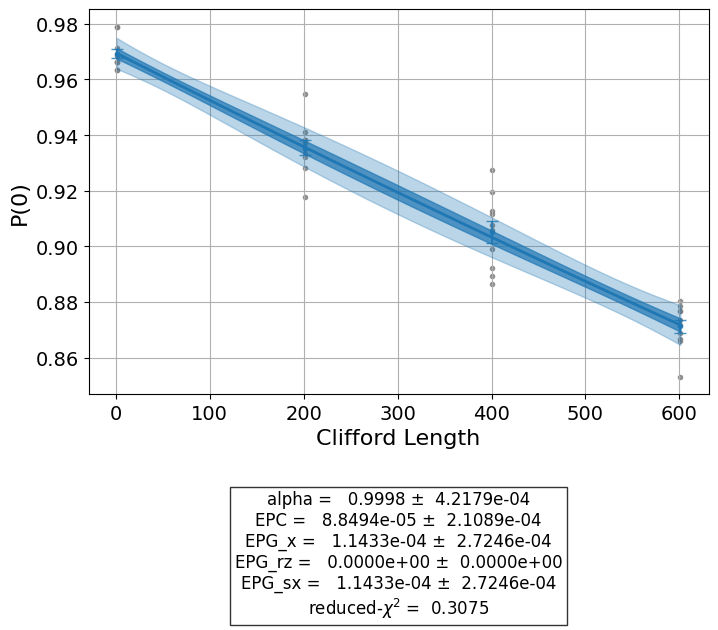 0.98
0.96
0.94
0.92
0.90
0.88
0.86
P(0)
0 100 200 300 400 500 600
Clifford Length
alpha = 0.9998 ± 4.2179e-04
EPC = 8.8494e-05 ± 2.1089e-04
EPG_x = 1.1433e-04 ± 2.7246e-04
EPG_rz = 0.0000e+00 ± 0.0000e+00
EPG_sx = 1.1433e-04 ± 2.7246e-04
reduced-χ² = 0.3075